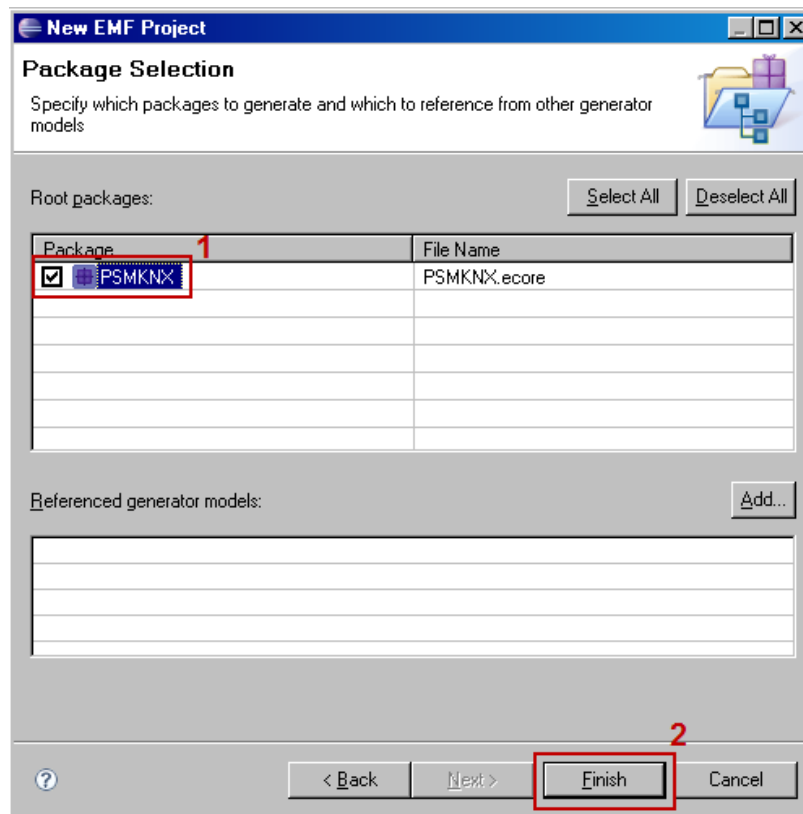 New EMF Project
Package Selection
Specify which packages to generate and which to reference from other generator
models
Root packages:
Select All
Deselect All
Package
1
File Name
PSMKNX
PSMKNX.ecore
Referenced generator models:
Add...
2
?
< Back
Next >
Finish
Cancel